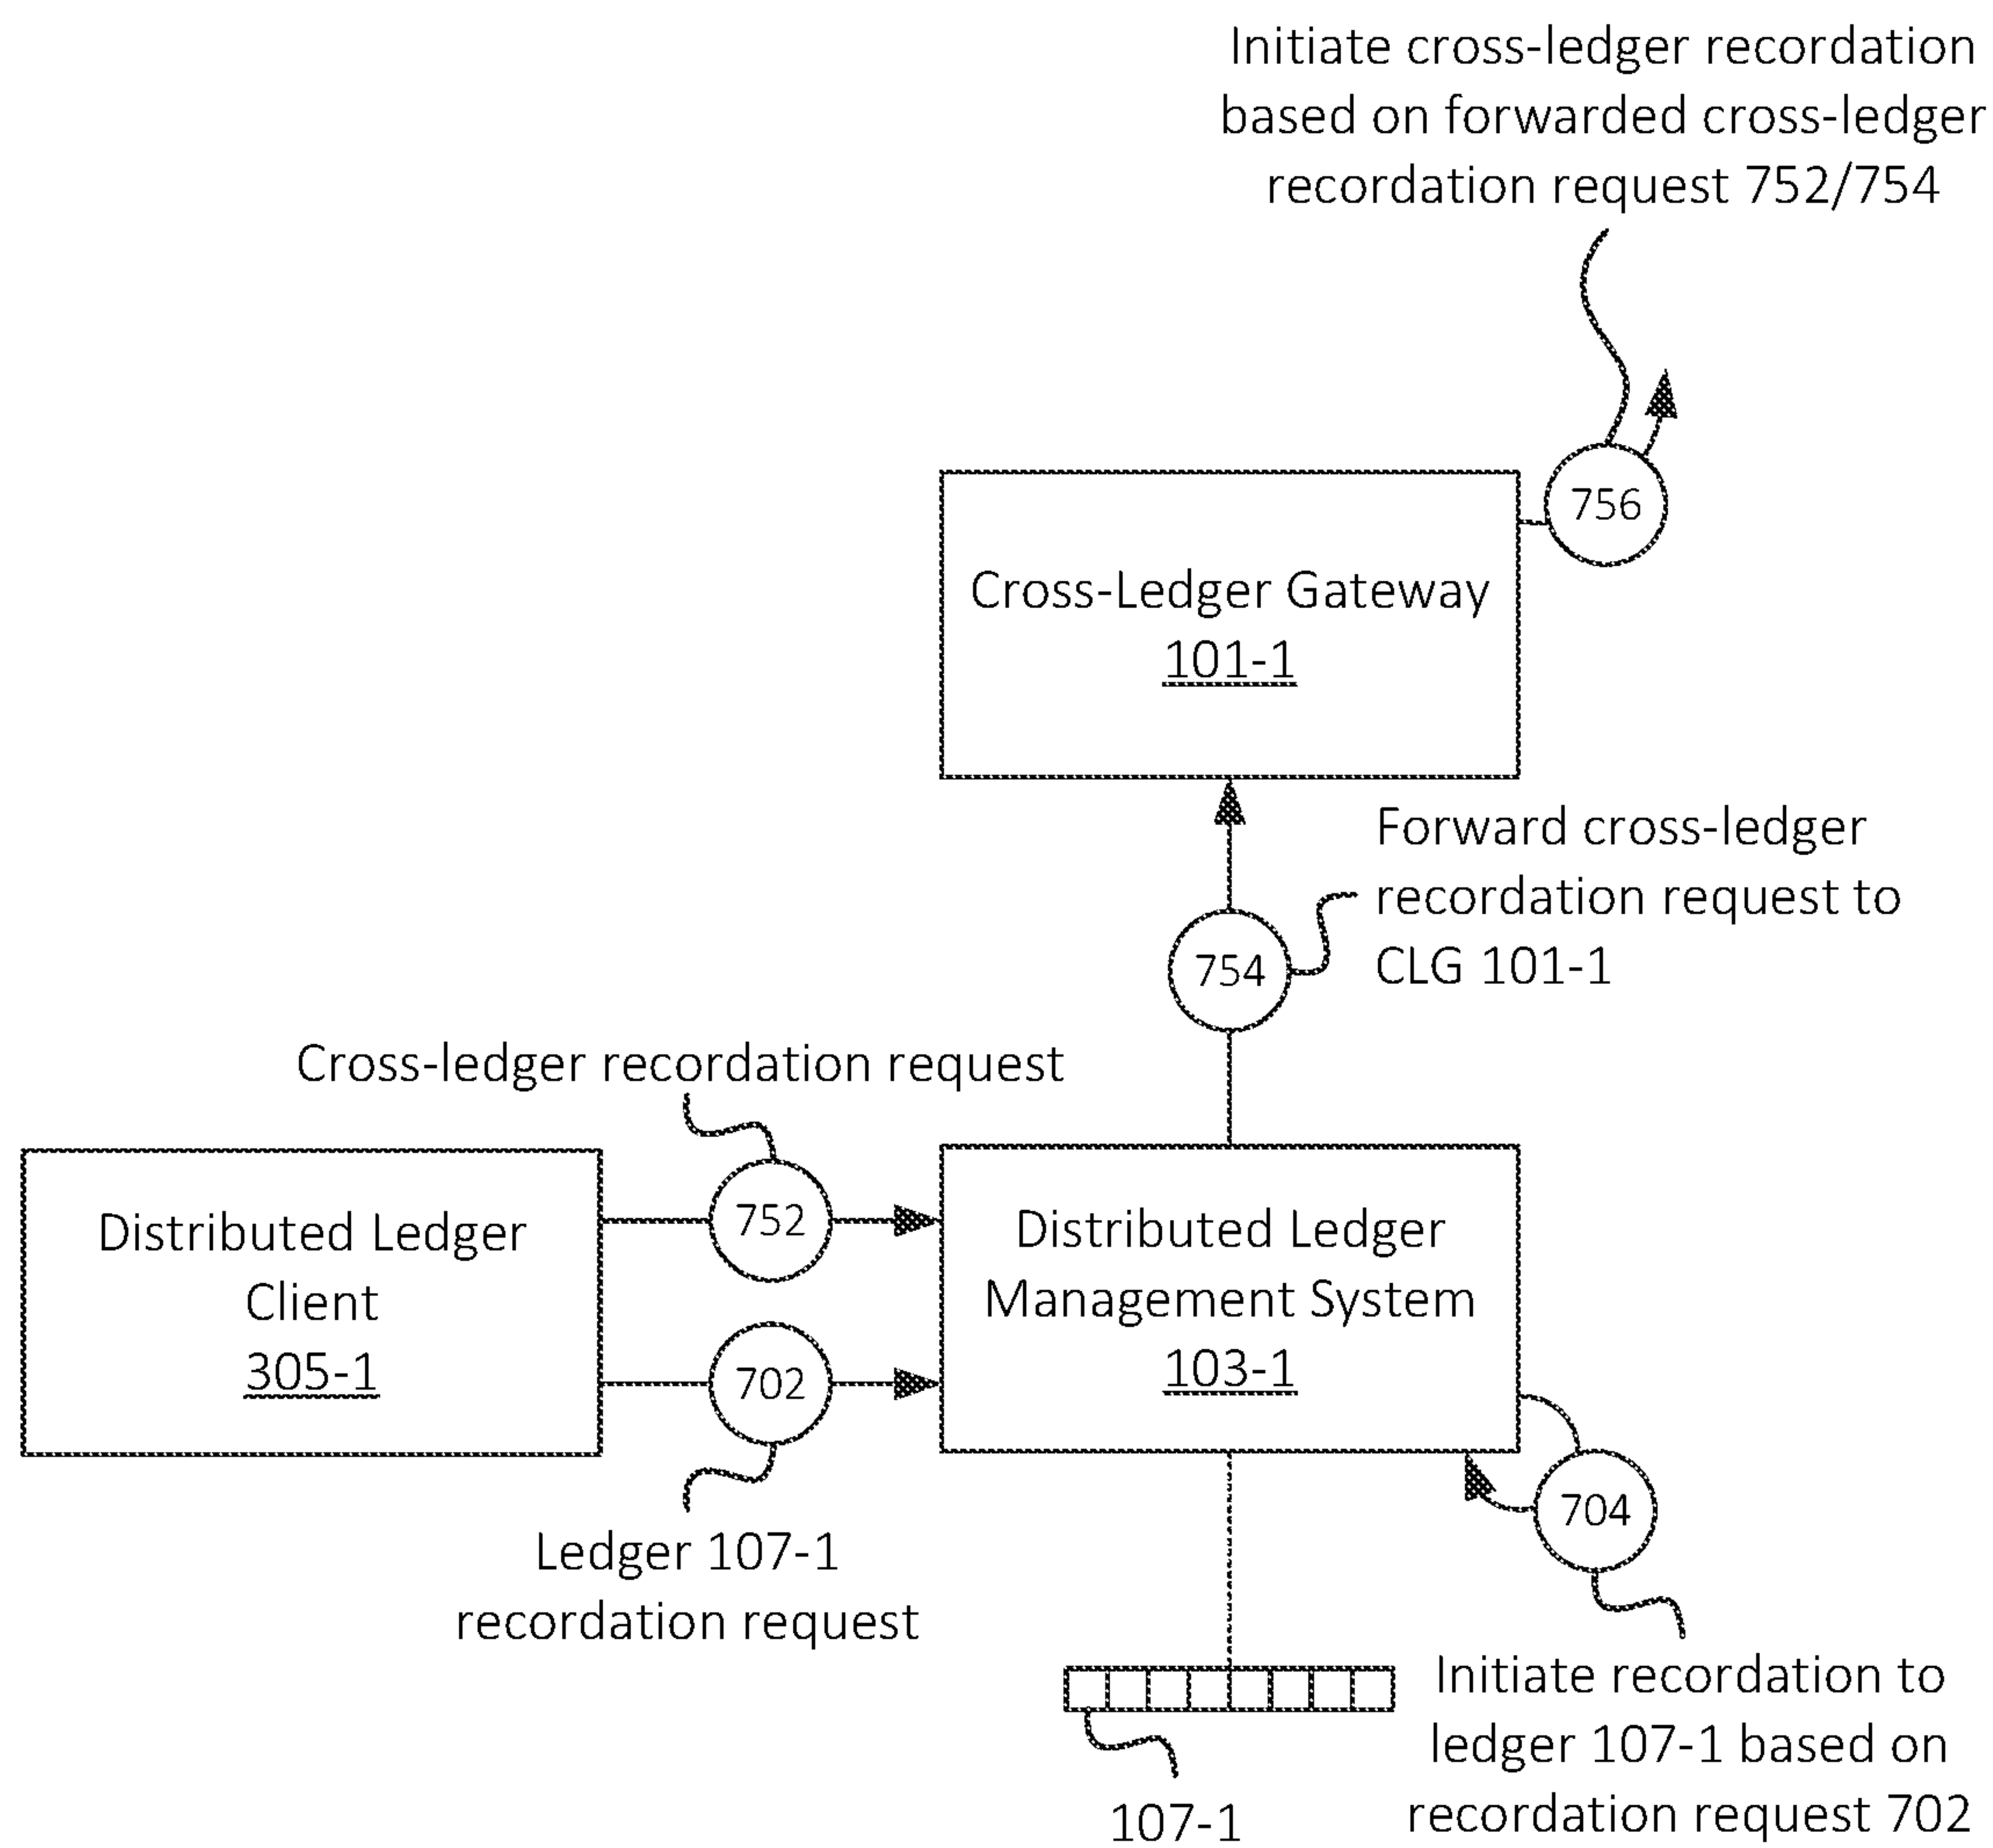 Initiate cross-ledger recordation
based on forwarded cross-ledger
recordation request 752/754
756
Cross-Ledger Gateway
101-1
Forward cross-ledger
recordation request to
CLG 101-1
754
Cross-ledger recordation request
752
Distributed Ledger
Client
305-1
Distributed Ledger
Management System
103-1
702
704
Ledger 107-1
recordation request
Initiate recordation to
ledger 107-1 based on
recordation request 702
107-1